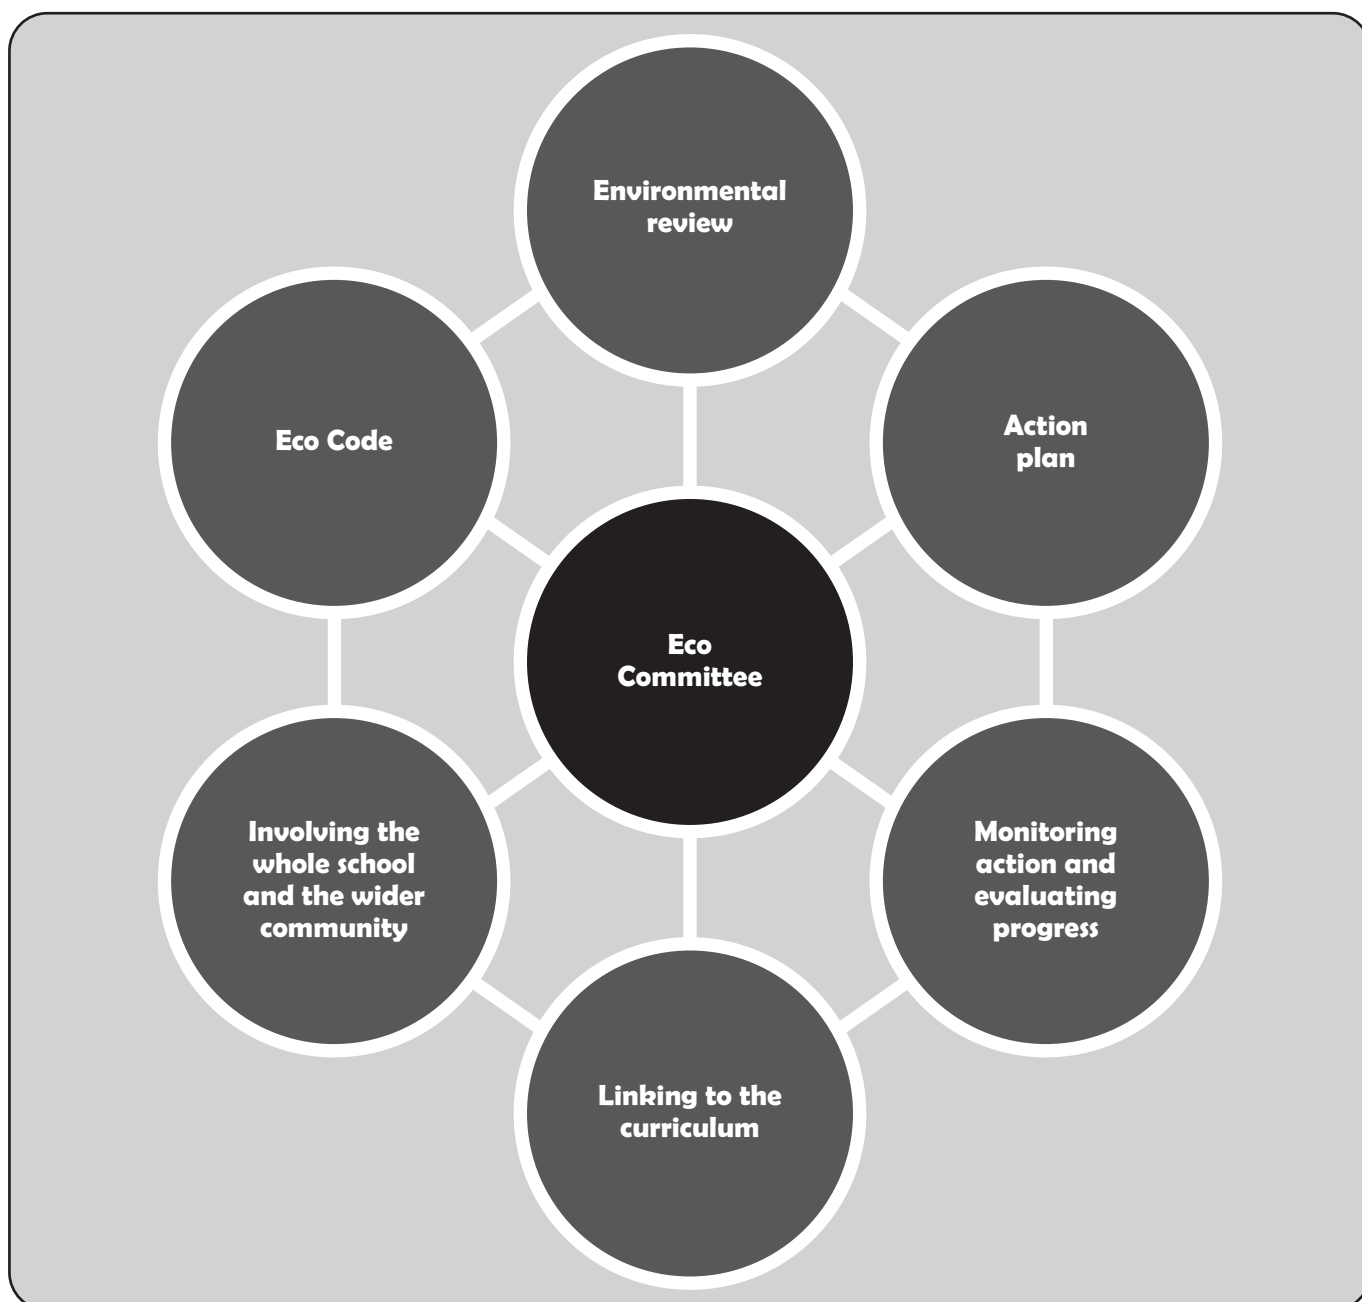 Environmental
review
Eco Code
Action
plan
Eco
Committee
Involving the
whole school
and the wider
community
Monitoring
action and
evaluating
progress
Linking to the
curriculum